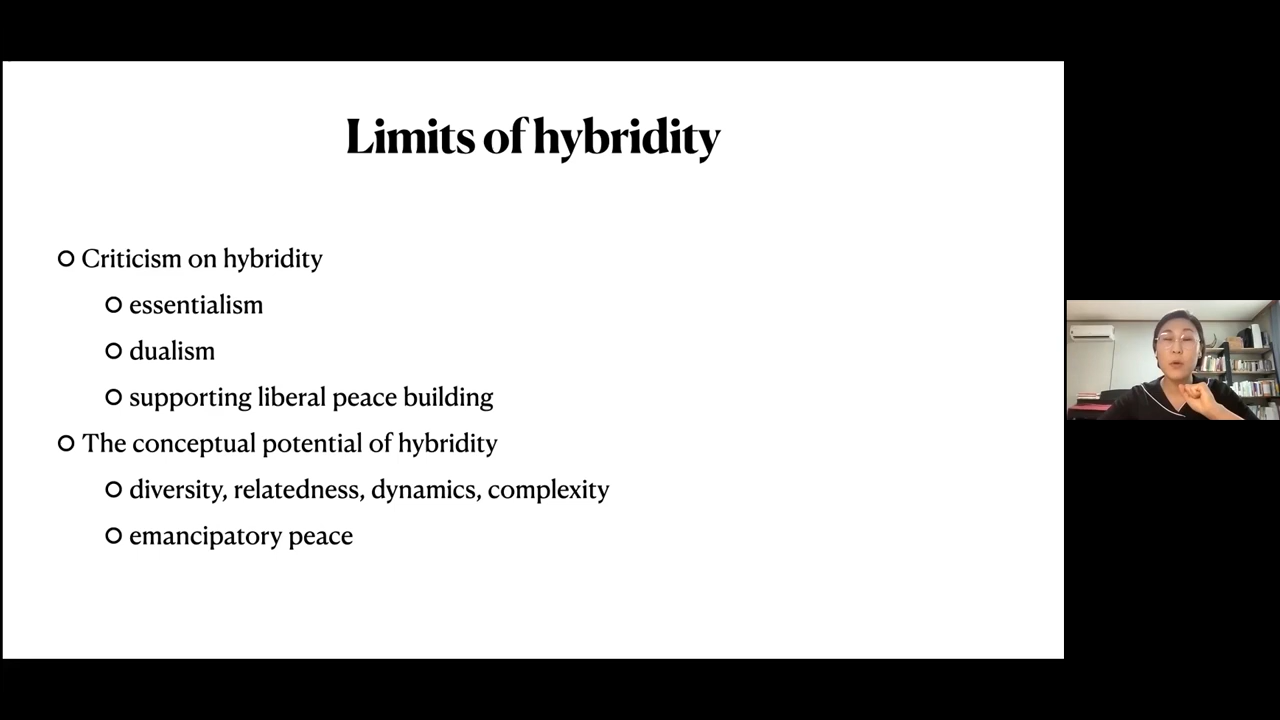 Limits of hybridity
Criticism on hybridity
essentialism
dualism
supporting liberal peace building
The conceptual potential of hybridity
diversity, relatedness, dynamics, complexity
emancipatory peace